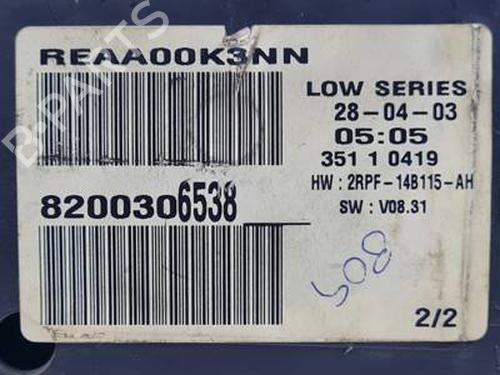 REAA00K3NN
LOW SERIES
28-04-03
05:05
351 1 0419
HW : 2RPF-14B115-AH
SW : V08.31
8200306538
309
2/2
B-PARTS